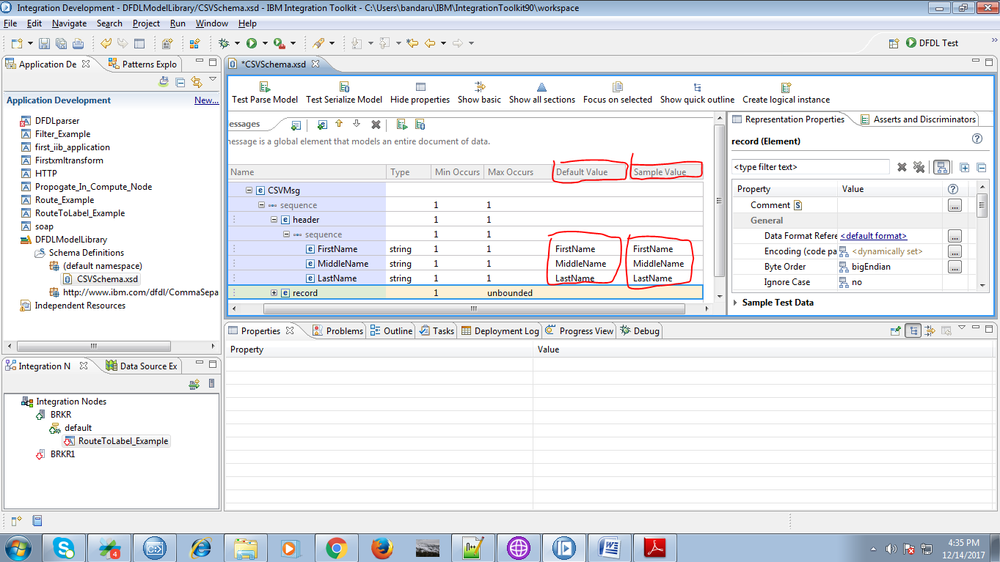 Integration Development - DFDLModelLibrary/CSVSchema.xsd - IBM Integration Toolkit - C:\Users\bandaru\IBM\IntegrationToolkit90\workspace
File Edit Navigate Search Project Run Window Help
DFDL Test
Application De
Patterns Explo
Application Development
New...
DFDLparser
Filter_Example
first_iib_application
Firstxmltransform
HTTP
Propogate_In_Compute_Node
Route_Example
RouteToLabel_Example
soap
DFDLModelLibrary
Schema Definitions
(default namespace)
CSVSchema.xsd
http://www.ibm.com/dfdl/CommaSepa
Independent Resources
*CSVSchema.xsd
Test Parse Model Test Serialize Model Hide properties Show basic Show all sections Focus on selected Show quick outline Create logical instance
essages
nessage is a global element that models an entire document of data.
Name Type Min Occurs Max Occurs Default Value Sample Value
CSVMsg
sequence 1 1
header 1 1
sequence 1 1
FirstName string 1 1 FirstName FirstName
MiddleName string 1 1 MiddleName MiddleName
LastName string 1 1 LastName LastName
record 1 unbounded
Representation Properties
Asserts and Discriminators
record (Element)
<type filter text>
Property Value
Comment
General
Data Format Refere <default format>
Encoding (code pa <dynamically set>
Byte Order bigEndian
Ignore Case no
Sample Test Data
Properties Problems Outline Tasks Deployment Log Progress View Debug
Property Value
Integration N
Data Source Ex
Integration Nodes
BRKR
default
RouteToLabel_Example
BRKR1
4:35 PM
12/14/2017